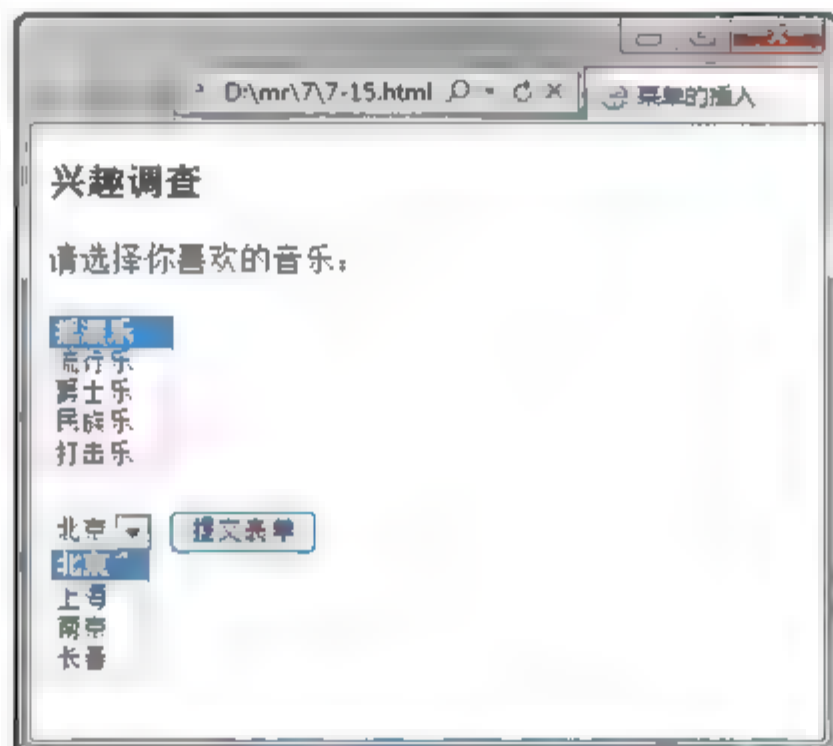 D:\mr\7\7-15.html 菜单的插入
兴趣调查
请选择你喜欢的音乐：
摇滚乐
流行乐
爵士乐
民族乐
打击乐
北京 提交表单
北京
上海
南京
长春